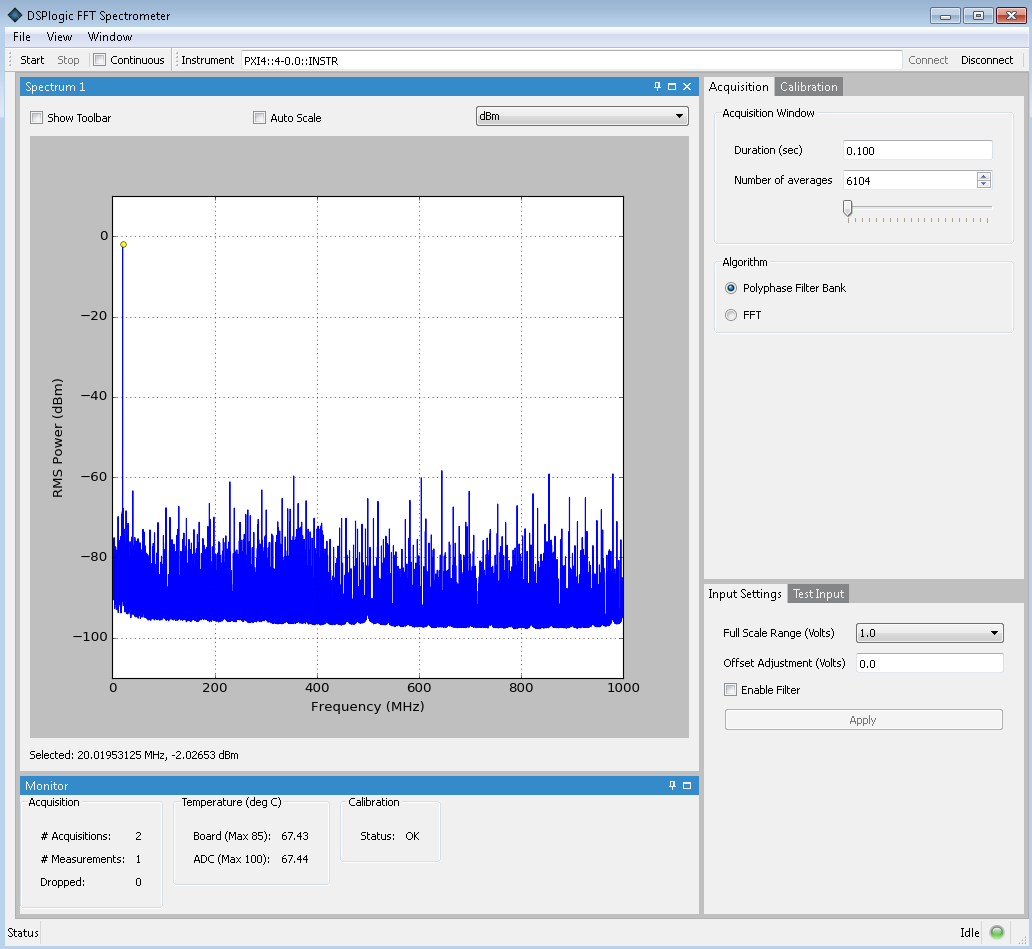 DSPlogic FFT Spectrometer
File View Window
Start Stop Continuous Instrument PXI4::4-0.0::INSTR Connect Disconnect
Spectrum 1
Show Toolbar Auto Scale dBm
0
−20
−40
−60
−80
−100
RMS Power (dBm)
0 200 400 600 800 1000
Frequency (MHz)
Selected: 20.01953125 MHz, -2.02653 dBm
Monitor
Acquisition
# Acquisitions: 2
# Measurements: 1
Dropped: 0
Temperature (deg C)
Board (Max 85): 67.43
ADC (Max 100): 67.44
Calibration
Status: OK
Acquisition Calibration
Acquisition Window
Duration (sec) 0.100
Number of averages 6104
Algorithm
Polyphase Filter Bank
FFT
Input Settings Test Input
Full Scale Range (Volts) 1.0
Offset Adjustment (Volts) 0.0
Enable Filter
Apply
Status Idle